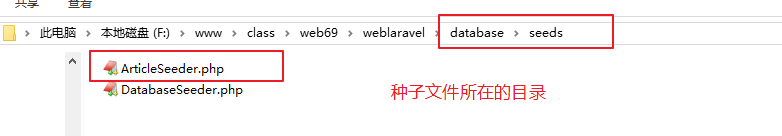 共享 查看
此电脑 > 本地磁盘 (F:) > www > class > web69 > weblaravel > database > seeds
ArticleSeeder.php
DatabaseSeeder.php
种子文件所在的目录